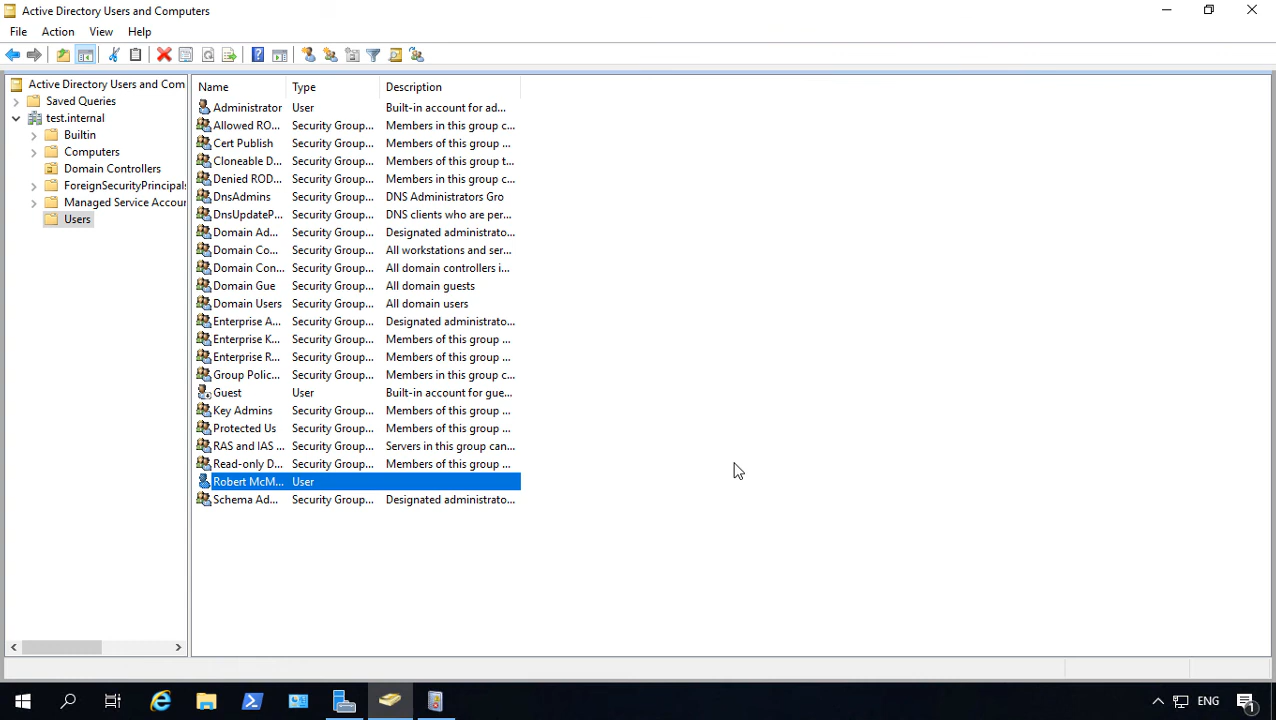 Active Directory Users and Computers
File Action View Help
Active Directory Users and Com
Saved Queries
test.internal
Builtin
Computers
Domain Controllers
ForeignSecurityPrincipals
Managed Service Accour
Users
Name Type Description
Administrator User Built-in account for ad...
Allowed RO... Security Group... Members in this group c...
Cert Publish Security Group... Members of this group ...
Cloneable D... Security Group... Members of this group t...
Denied ROD... Security Group... Members in this group c...
DnsAdmins Security Group... DNS Administrators Gro
DnsUpdateP... Security Group... DNS clients who are per...
Domain Ad... Security Group... Designated administrato...
Domain Co... Security Group... All workstations and ser...
Domain Con... Security Group... All domain controllers i...
Domain Gue Security Group... All domain guests
Domain Users Security Group... All domain users
Enterprise A... Security Group... Designated administrato...
Enterprise K... Security Group... Members of this group ...
Enterprise R... Security Group... Members of this group ...
Group Polic... Security Group... Members in this group c...
Guest User Built-in account for gue...
Key Admins Security Group... Members of this group ...
Protected Us Security Group... Members of this group ...
RAS and IAS ... Security Group... Servers in this group can...
Read-only D... Security Group... Members of this group ...
Robert McM... User
Schema Ad... Security Group... Designated administrato...
ENG
1